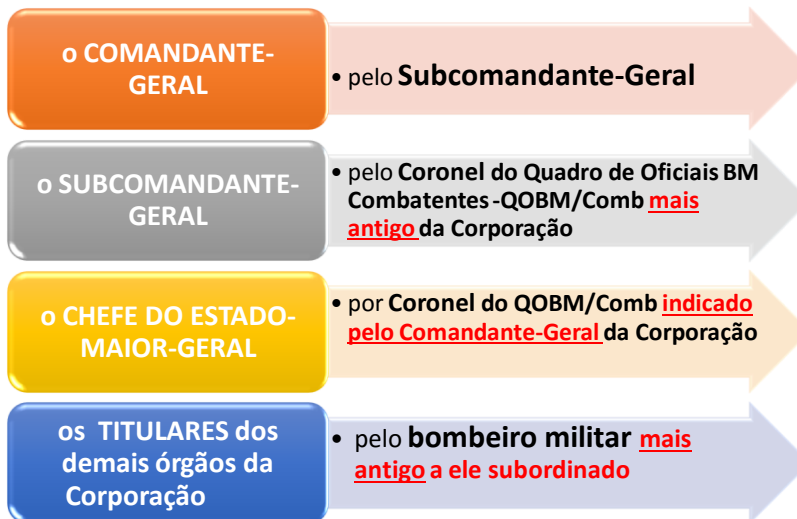 o COMANDANTE-
GERAL
• pelo Subcomandante-Geral
o SUBCOMANDANTE-
GERAL
• pelo Coronel do Quadro de Oficiais BM
Combatentes -QOBM/Comb mais
antigo da Corporação
o CHEFE DO ESTADO-
MAIOR-GERAL
• por Coronel do QOBM/Comb indicado
pelo Comandante-Geral da Corporação
os TITULARES dos
demais órgãos da
Corporação
• pelo bombeiro militar mais
antigo a ele subordinado